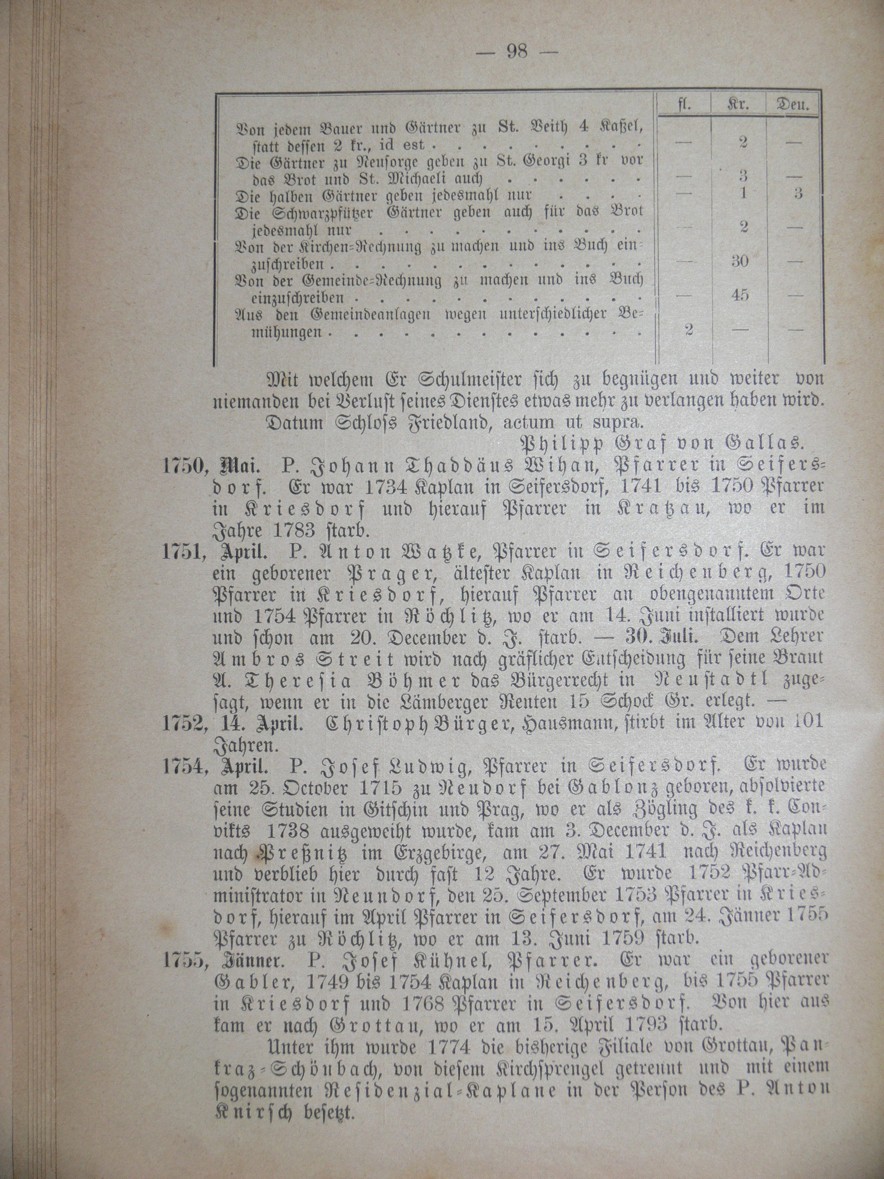 — 98 —
fl. Kr. Den.
Von jedem Bauer und Gärtner zu St. Veith 4 Kaßel,
statt dessen 2 kr., id est . . . . . . . . . — 2 —
Die Gärtner zu Neusorge geben zu St. Georgi 3 kr vor
das Brot und St. Michaeli auch . . . . . . — 3 —
Die halben Gärtner geben jedesmahl nur . . . . — 1 3
Die Schwarzpfützer Gärtner geben auch für das Brot
jedesmahl nur . . . . . . . . . . . — 2 —
Von der Kirchen=Rechnung zu machen und ins Buch ein=
zuschreiben . . . . . . . . . . . . . — 30 —
Von der Gemeinde=Rechnung zu machen und ins Buch
einzuschreiben . . . . . . . . . . . . — 45 —
Aus den Gemeindeanlagen wegen unterschiedlicher Be=
mühungen . . . . . . . . . . . . . 2 — —
Mit welchem Er Schulmeister sich zu begnügen und weiter von
niemanden bei Verlust seines Dienstes etwas mehr zu verlangen haben wird.
Datum Schloss Friedland, actum ut supra.
Philipp Graf von Gallas.
1750, Mai. P. Johann Thaddäus Wihan, Pfarrer in Seifers=
dorf. Er war 1734 Kaplan in Seifersdorf, 1741 bis 1750 Pfarrer
in Kriesdorf und hierauf Pfarrer in Kratzau, wo er im
Jahre 1783 starb.
1751, April. P. Anton Watzke, Pfarrer in Seifersdorf. Er war
ein geborener Prager, ältester Kaplan in Reichenberg, 1750
Pfarrer in Kriesdorf, hierauf Pfarrer an obengenanntem Orte
und 1754 Pfarrer in Röchlitz, wo er am 14. Juni installiert wurde
und schon am 20. December d. J. starb. — 30. Juli. Dem Lehrer
Ambros Streit wird nach gräflicher Entscheidung für seine Braut
A. Theresia Böhmer das Bürgerrecht in Neustadtl zuge=
sagt, wenn er in die Lämberger Renten 15 Schock Gr. erlegt. —
1752, 14. April. Christoph Bürger, Hausmann, stirbt im Alter von 101
Jahren.
1754, April. P. Josef Ludwig, Pfarrer in Seifersdorf. Er wurde
am 25. October 1715 zu Neudorf bei Gablonz geboren, absolvierte
seine Studien in Gitschin und Prag, wo er als Zögling des k. k. Con=
vikts 1738 ausgeweiht wurde, kam am 3. December d. J. als Kaplan
nach Preßnitz im Erzgebirge, am 27. Mai 1741 nach Reichenberg
und verblieb hier durch fast 12 Jahre. Er wurde 1752 Pfarr=Ad=
ministrator in Neundorf, den 25. September 1753 Pfarrer in Kries=
dorf, hierauf im April Pfarrer in Seifersdorf, am 24. Jänner 1755
Pfarrer zu Röchlitz, wo er am 13. Juni 1759 starb.
1755, Jänner. P. Josef Kühnel, Pfarrer. Er war ein geborener
Gabler, 1749 bis 1754 Kaplan in Reichenberg, bis 1755 Pfarrer
in Kriesdorf und 1768 Pfarrer in Seifersdorf. Von hier aus
kam er nach Grottau, wo er am 15. April 1793 starb.
Unter ihm wurde 1774 die bisherige Filiale von Grottau, Pan=
kraz=Schönbach, von diesem Kirchsprengel getrennt und mit einem
sogenannten Residenzial=Kaplane in der Person des P. Anton
Knirsch besetzt.